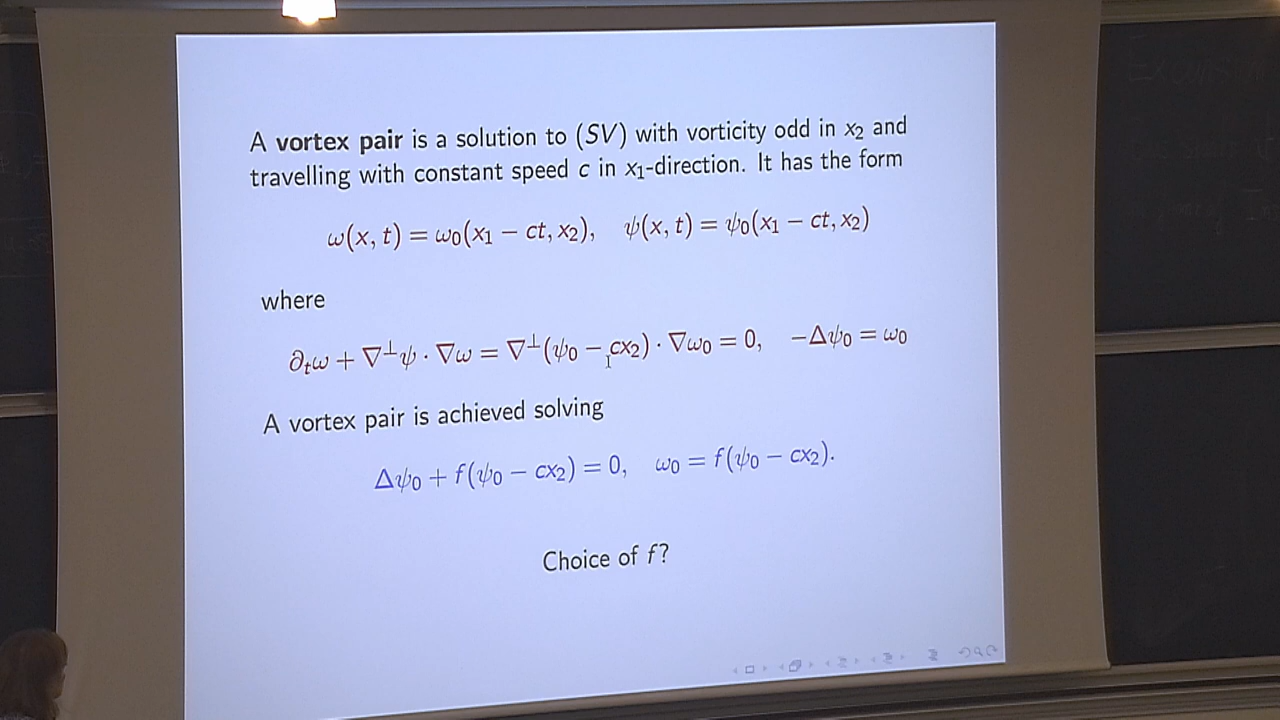 A vortex pair is a solution to (SV) with vorticity odd in x₂ and
travelling with constant speed c in x₁-direction. It has the form
ω(x, t) = ω₀(x₁ − ct, x₂), ψ(x, t) = ψ₀(x₁ − ct, x₂)
where
∂ₜω + ∇⊥ψ · ∇ω = ∇⊥(ψ₀ − cx₂) · ∇ω₀ = 0, −Δψ₀ = ω₀
A vortex pair is achieved solving
Δψ₀ + f(ψ₀ − cx₂) = 0, ω₀ = f(ψ₀ − cx₂).
Choice of f?